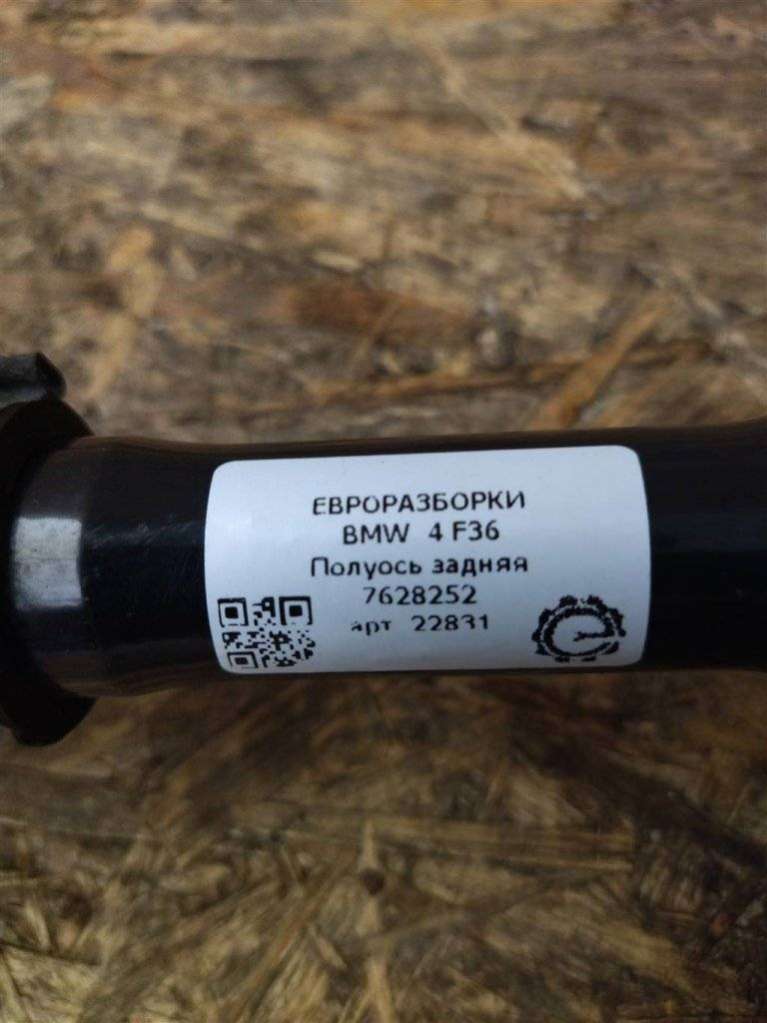 ЕВРОРАЗБОРКИ
BMW 4 F36
Полуось задняя
7628252
арт 22831